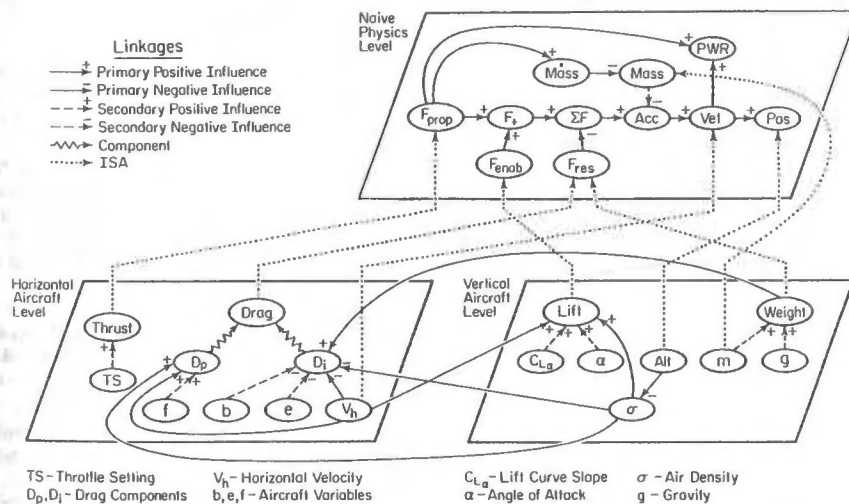 Linkages
Primary Positive Influence
Primary Negative Influence
Secondary Positive Influence
Secondary Negative Influence
Component
ISA
Naive
Physics
Level
PWR
Ṁass
Mass
F_prop
F_t
ΣF
Acc
Vel
Pos
F_enab
F_res
Horizontal
Aircraft
Level
Thrust
Drag
TS
D_p
D_i
f
b
e
V_h
Vertical
Aircraft
Level
Lift
Weight
C_Lα
α
Alt
m
g
σ
TS - Throttle Setting
D_p, D_i - Drag Components
V_h - Horizontal Velocity
b, e, f - Aircraft Variables
C_Lα - Lift Curve Slope
α - Angle of Attack
σ - Air Density
g - Gravity